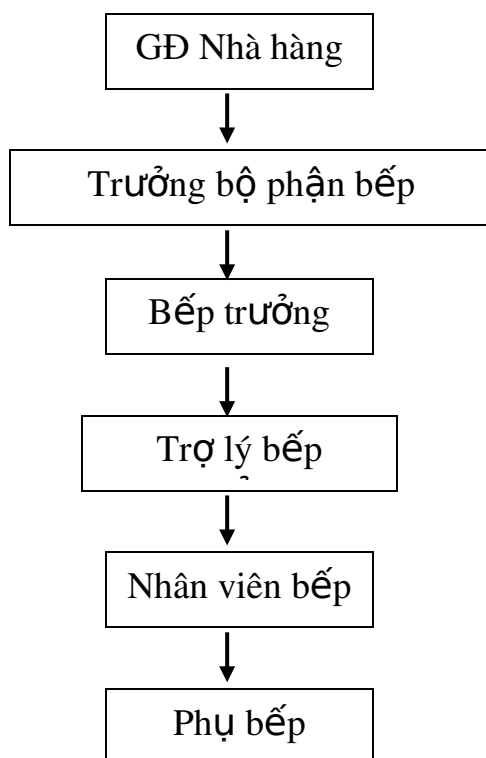 GĐ Nhà hàng
Trưởng bộ phận bếp
Bếp trưởng
Trợ lý bếp
Nhân viên bếp
Phụ bếp